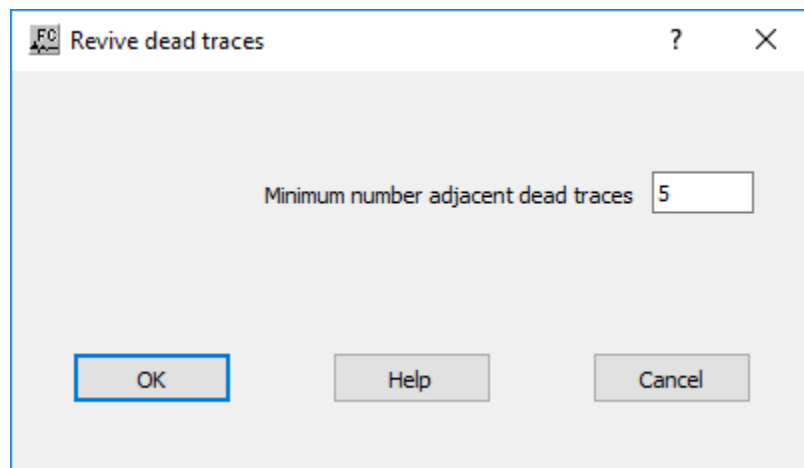 FC Revive dead traces ?
Minimum number adjacent dead traces 5
OK Help Cancel